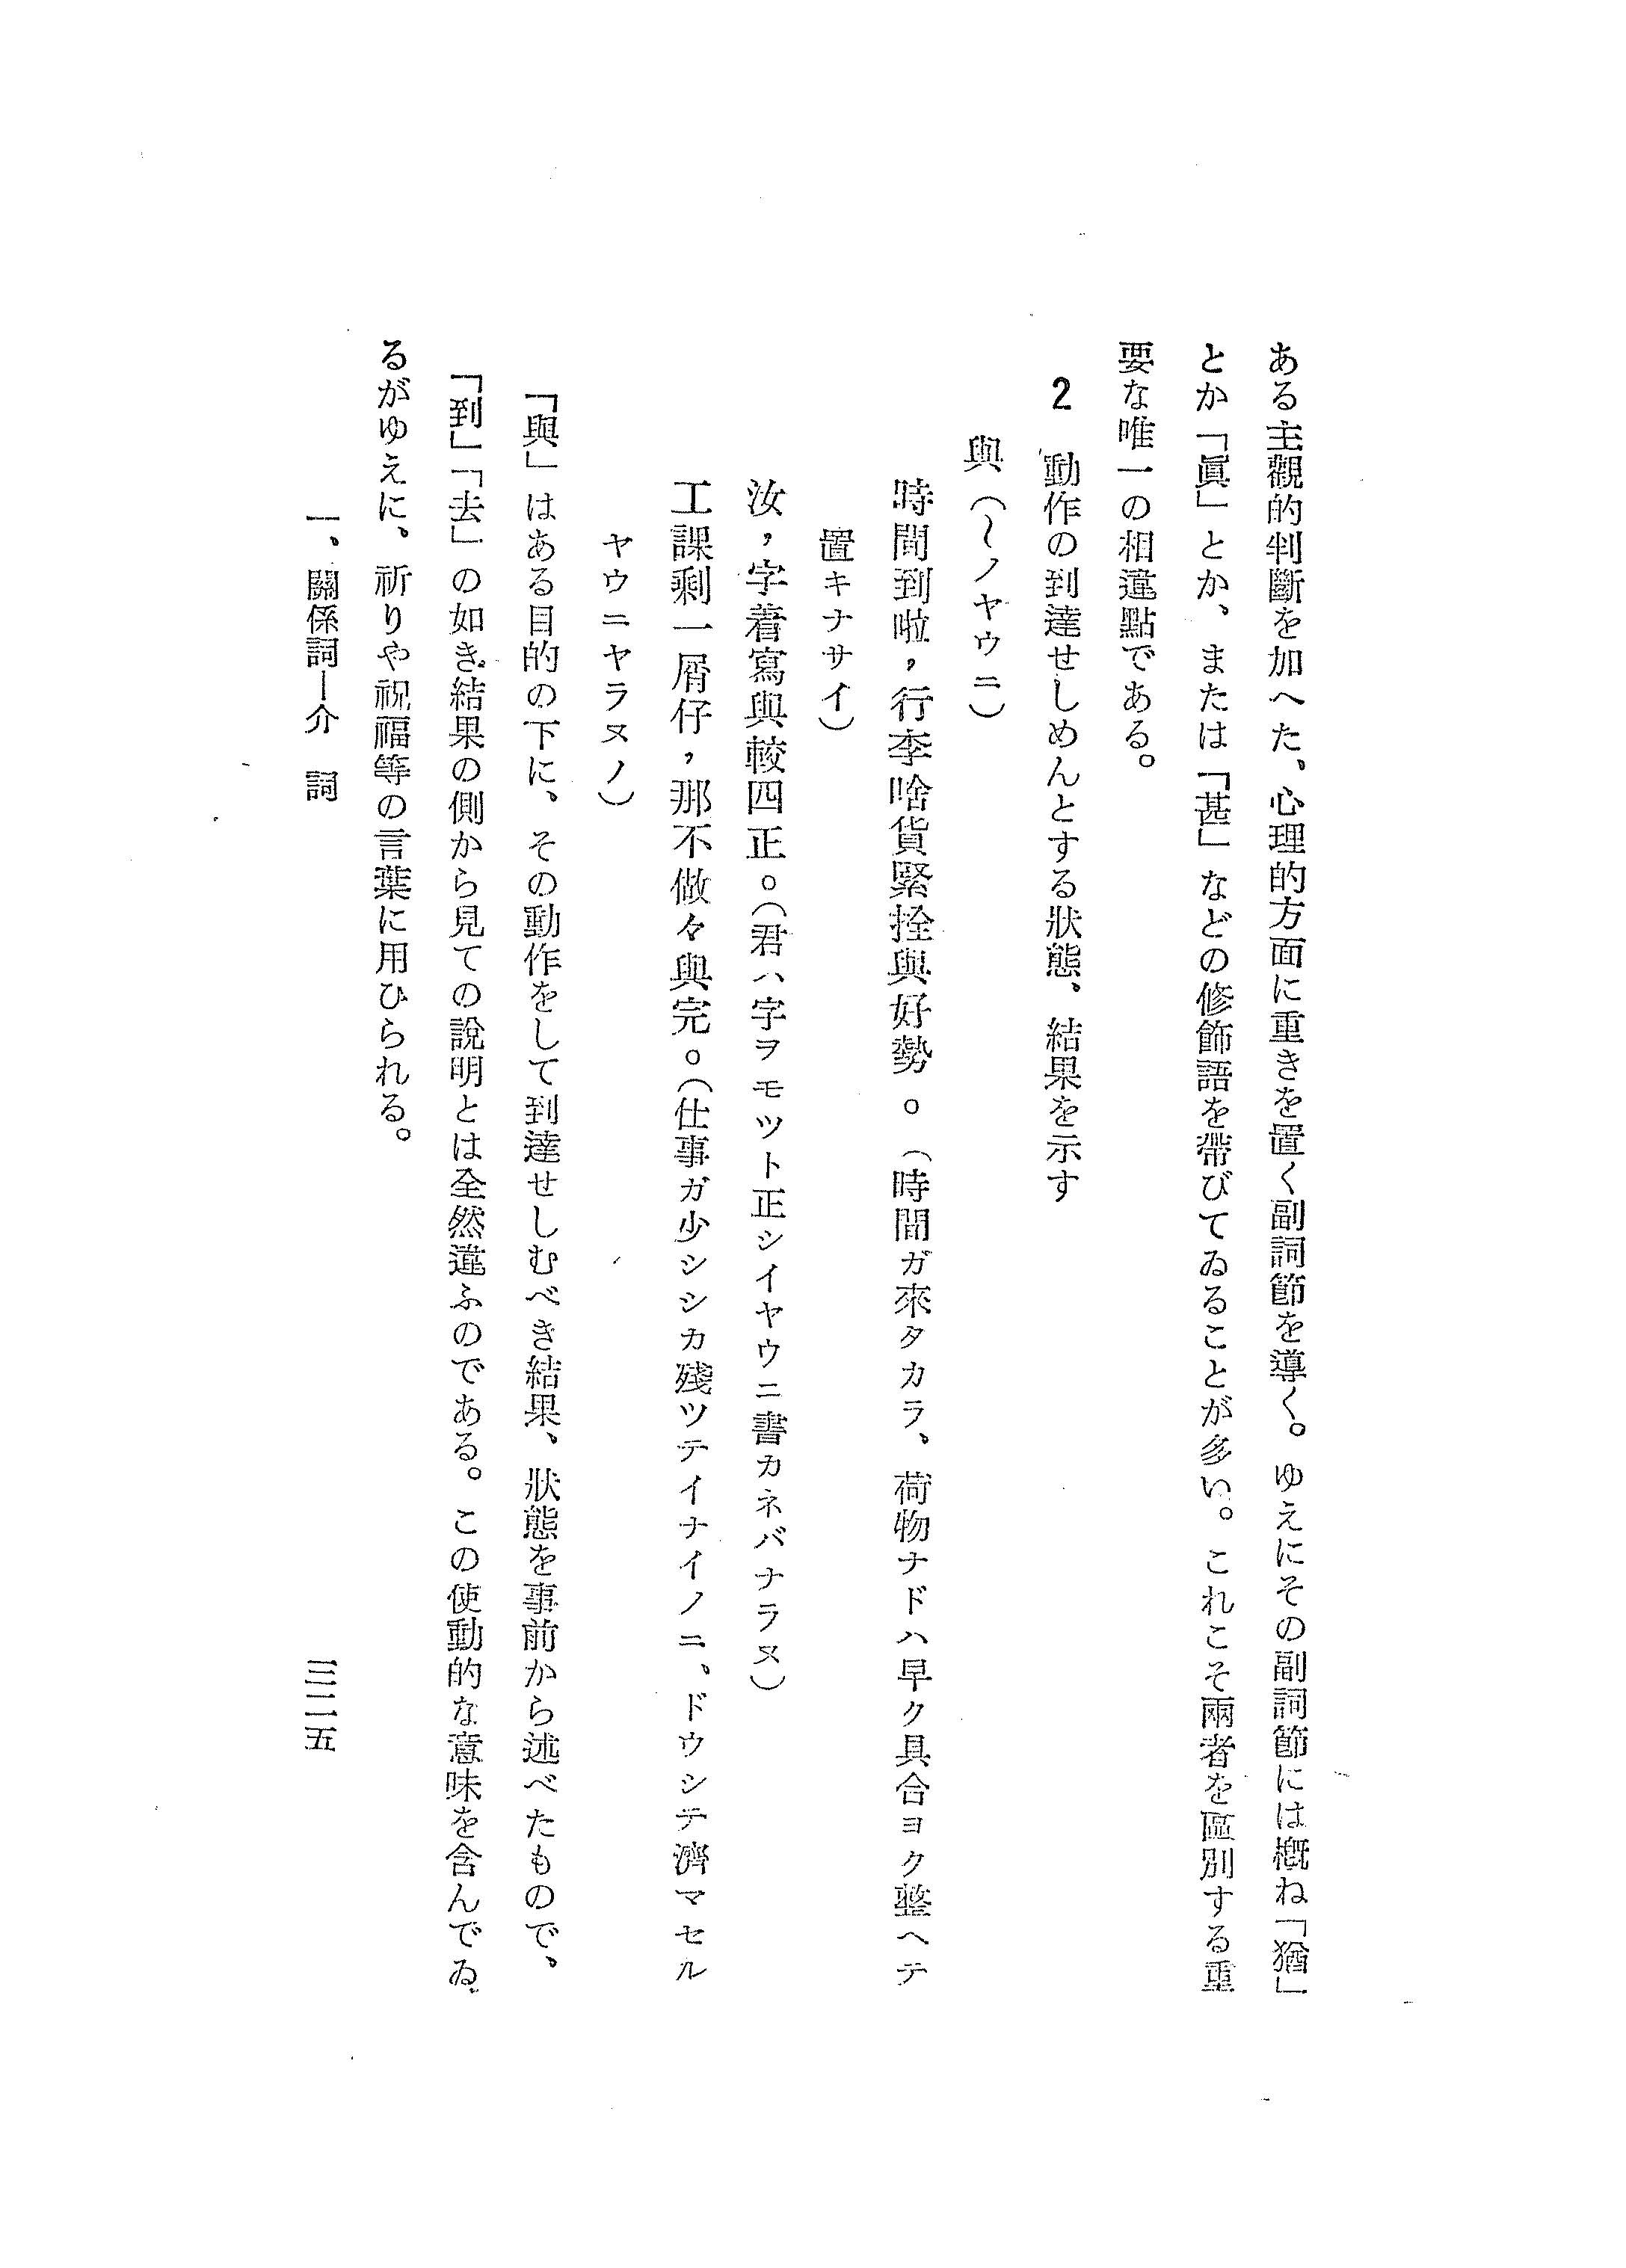 ある主觀的判斷を加へた、心理的方面に重きを置く副詞節を導く。ゆえにその副詞節には槪ね「猶」
とか「眞」とか、または「甚」などの修飾語を帶びてゐることが多い。これこそ兩者を區別する重
要な唯一の相違點である。
2 動作の到達せしめんとする狀態、結果を示す
與（〜ノヤウニ）
時間到啦，行李啥貨緊拴與好勢。（時間ガ來タカラ、荷物ナドハ早ク具合ヨク整ヘテ
置キナサイ）
汝，字着寫與較四正。（君ハ字ヲモツト正シイヤウニ書カネバナラヌ）
工課剩一屑仔，那不做々與完。（仕事ガ少シシカ殘ツテイナイノニ、ドウシテ濟マセル
ヤウニヤラヌノ）
「與」はある目的の下に、その動作をして到達せしむべき結果、狀態を事前から述べたもので、
「到」「去」の如き結果の側から見ての說明とは全然違ふのである。この使動的な意味を含んでゐ
るがゆえに、祈りや祝福等の言葉に用ひられる。
一、關係詞―介　詞
三二五